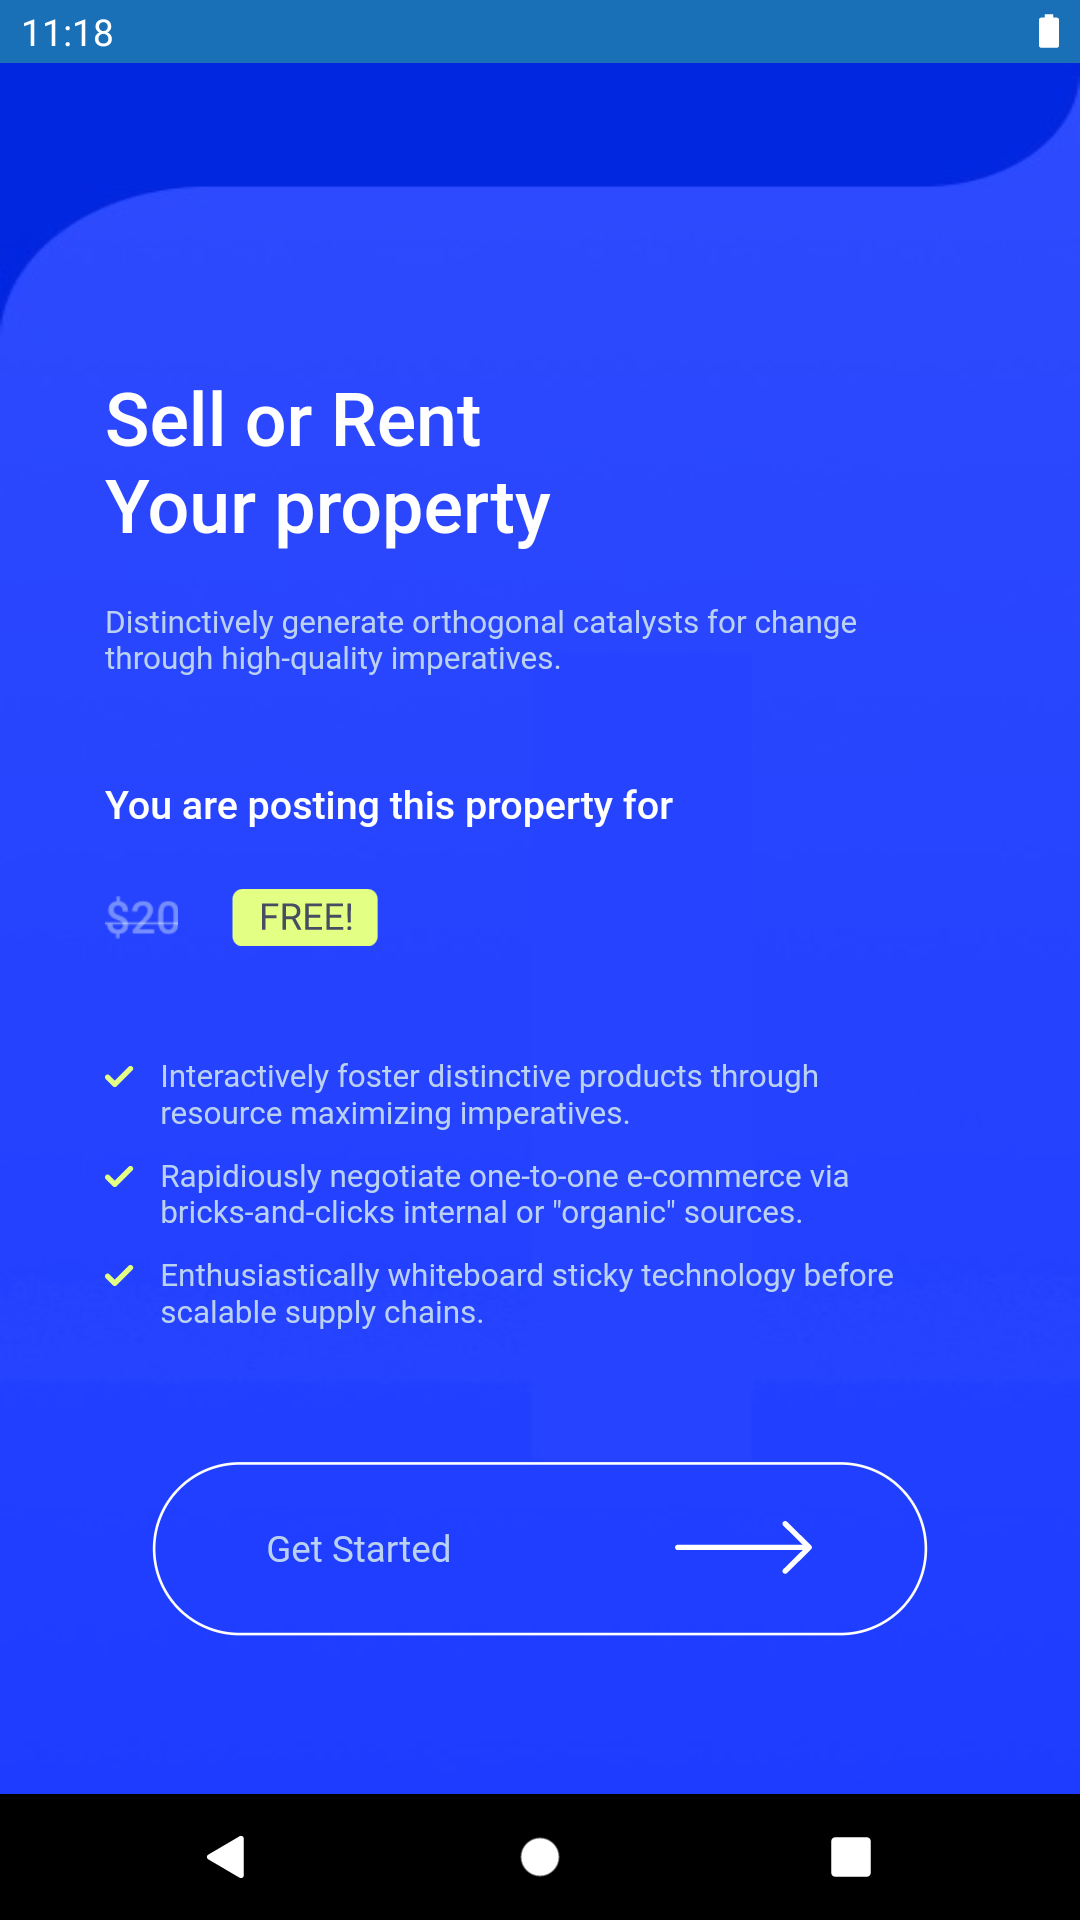 11:18
Sell or Rent
Your property
Distinctively generate orthogonal catalysts for change
through high-quality imperatives.
You are posting this property for
$20 FREE!
Interactively foster distinctive products through
resource maximizing imperatives.
Rapidiously negotiate one-to-one e-commerce via
bricks-and-clicks internal or "organic" sources.
Enthusiastically whiteboard sticky technology before
scalable supply chains.
Get Started